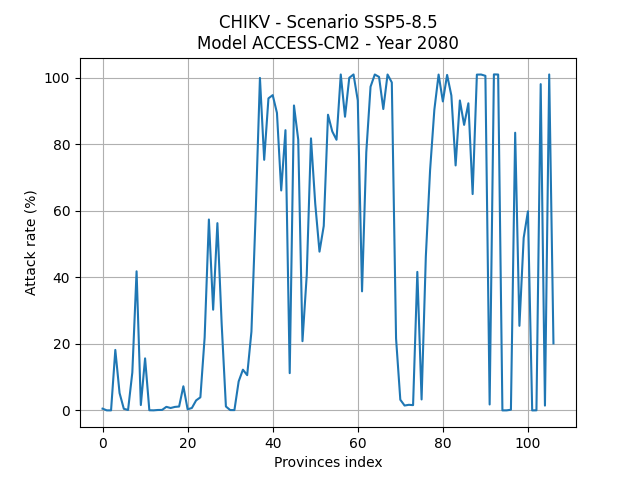 CHIKV - Scenario SSP5-8.5
Model ACCESS-CM2 - Year 2080
Attack rate (%)
100
80
60
40
20
0
0 20 40 60 80 100
Provinces index